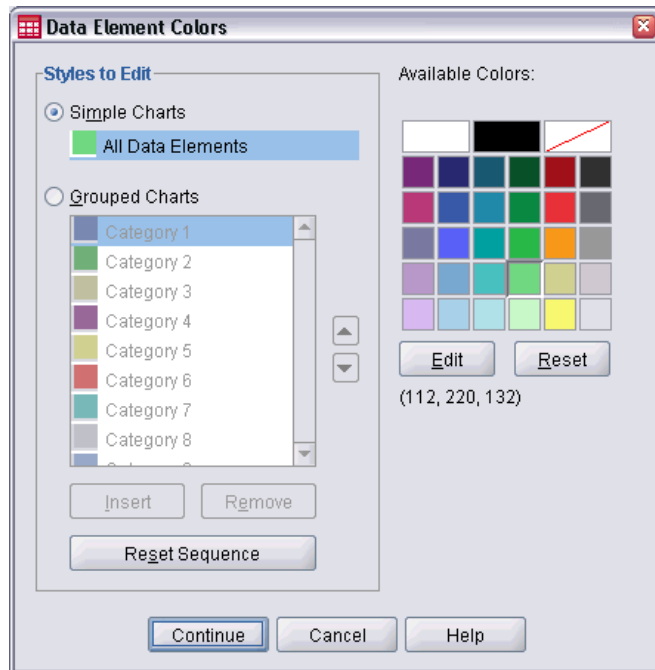 Data Element Colors
Styles to Edit
Simple Charts
All Data Elements
Grouped Charts
Category 1
Category 2
Category 3
Category 4
Category 5
Category 6
Category 7
Category 8
Insert
Remove
Reset Sequence
Available Colors:
Edit
Reset
(112, 220, 132)
Continue
Cancel
Help